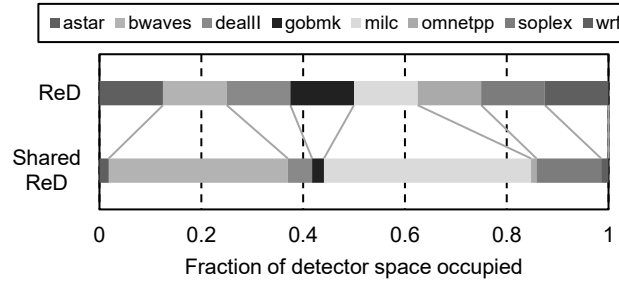 astar bwaves dealII gobmk milc omnetpp soplex wrf
ReD
Shared
ReD
0 0.2 0.4 0.6 0.8 1
Fraction of detector space occupied